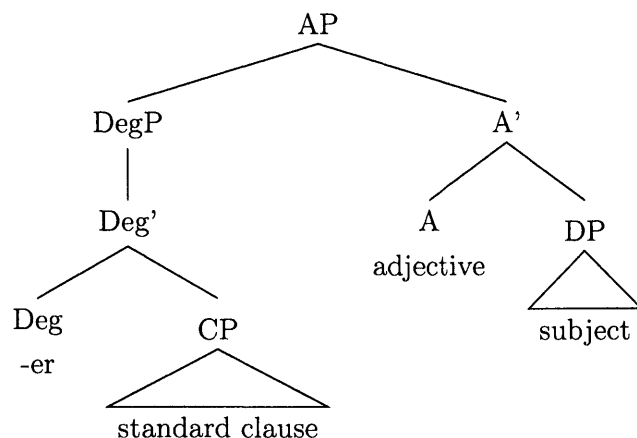 AP
DegP A'
Deg' A DP
adjective
Deg CP subject
-er
standard clause